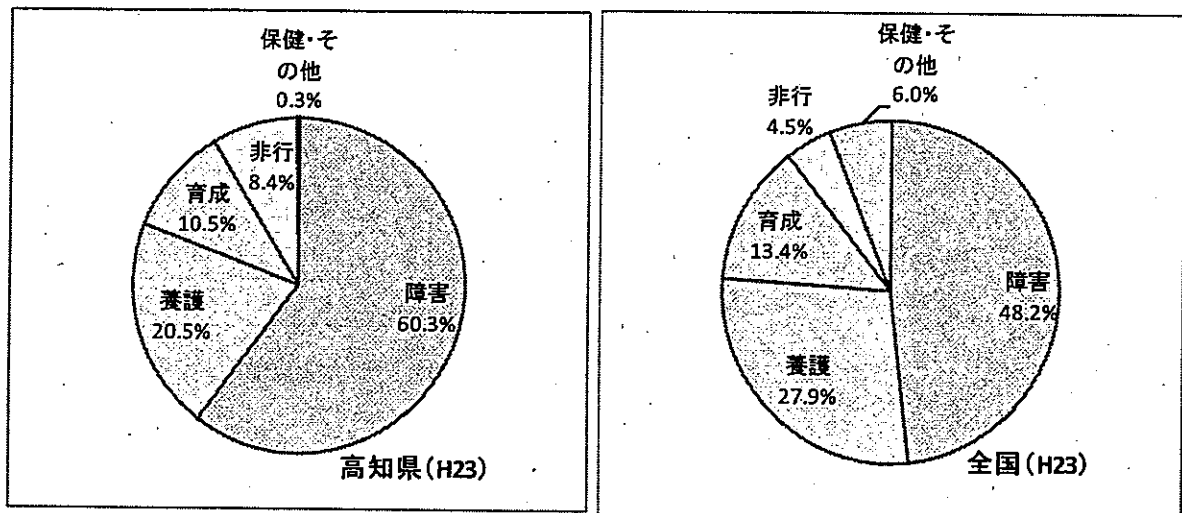 保健・そ
の他
0.3%
非行
8.4%
育成
10.5%
養護
20.5%
障害
60.3%
高知県(H23)
保健・そ
の他
6.0%
非行
4.5%
育成
13.4%
養護
27.9%
障害
48.2%
全国(H23)